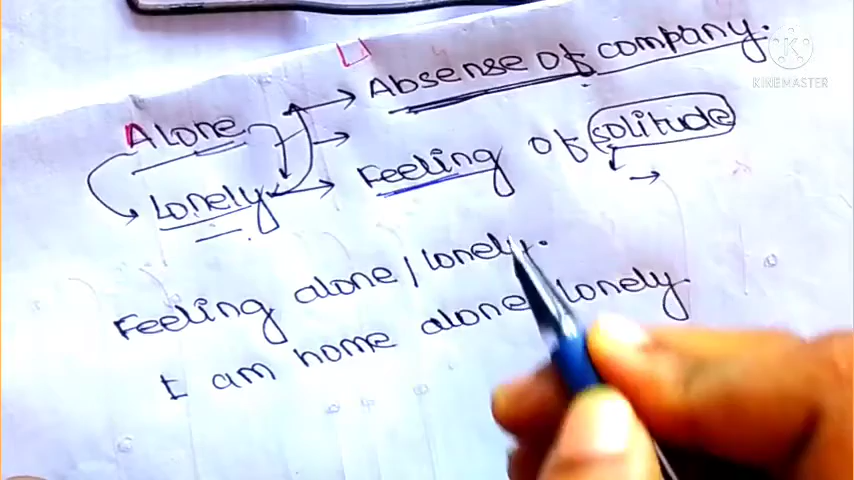 Alone → Absense of company.
Lonely → Feeling of solitude
Feeling alone/lonely.
I am home alone lonely.
KINEMASTER